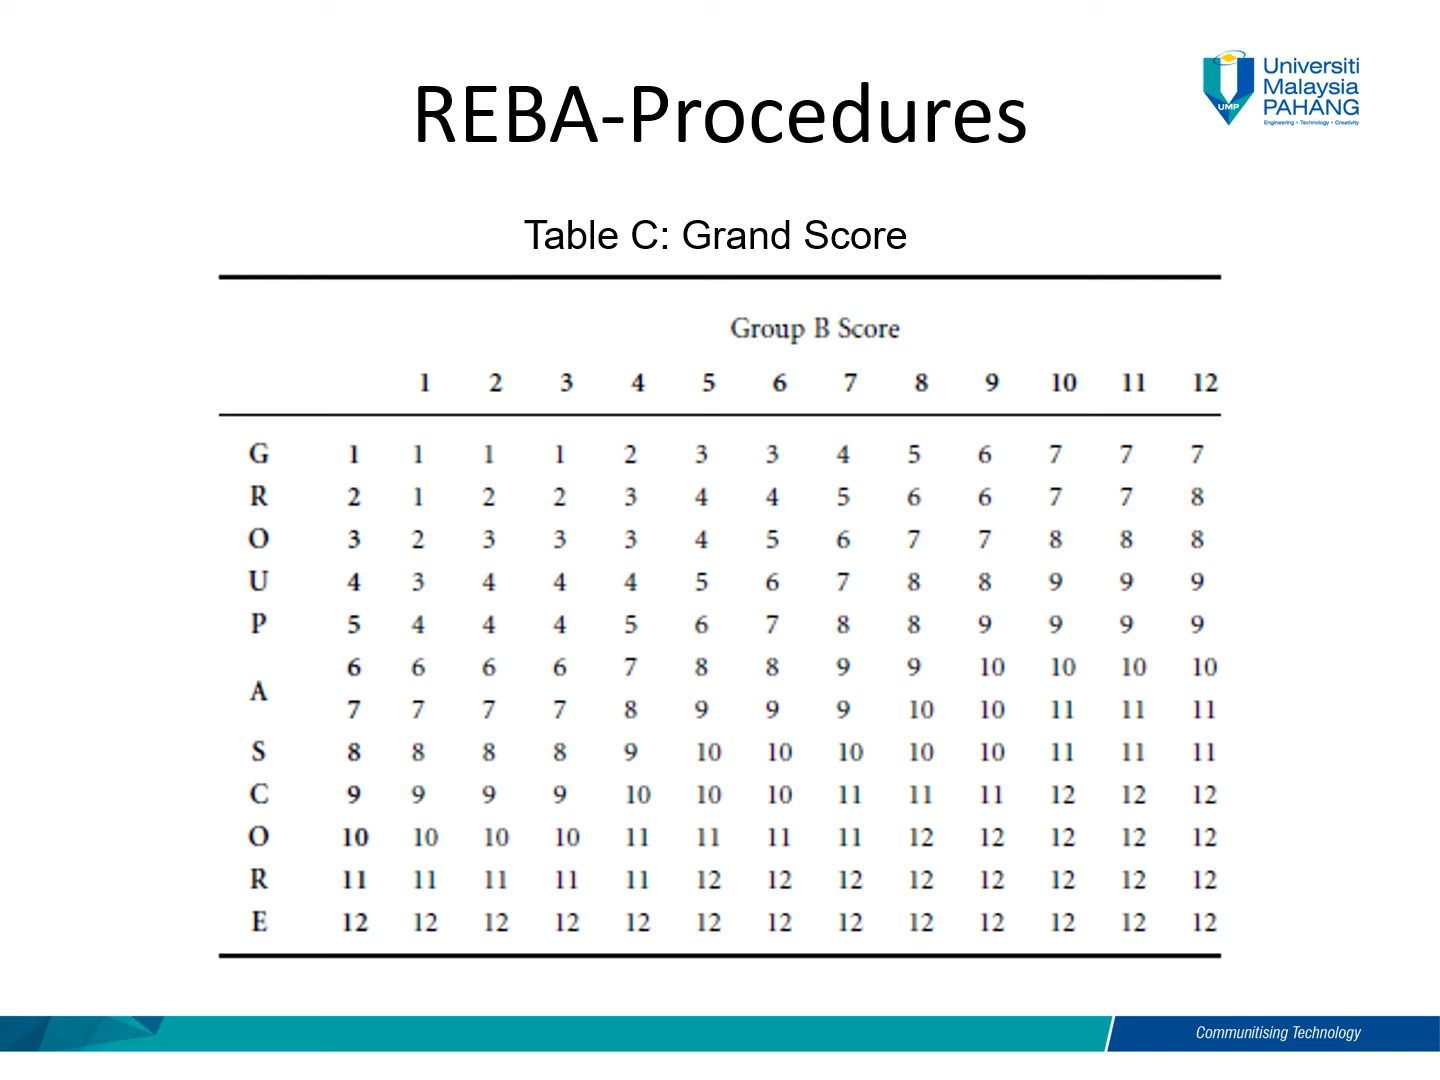 REBA-Procedures
Universiti
Malaysia
PAHANG
Engineering • Technology • Creativity
UMP
Table C: Grand Score
Group B Score
1 2 3 4 5 6 7 8 9 10 11 12
G 1 1 1 1 2 3 3 4 5 6 7 7 7
R 2 1 2 2 3 4 4 5 6 6 7 7 8
O 3 2 3 3 3 4 5 6 7 7 8 8 8
U 4 3 4 4 4 5 6 7 8 8 9 9 9
P 5 4 4 4 5 6 7 8 8 9 9 9 9
6 6 6 6 7 8 8 9 9 10 10 10 10
A
7 7 7 7 8 9 9 9 10 10 11 11 11
S 8 8 8 8 9 10 10 10 10 10 11 11 11
C 9 9 9 9 10 10 10 11 11 11 12 12 12
O 10 10 10 10 11 11 11 11 12 12 12 12 12
R 11 11 11 11 11 12 12 12 12 12 12 12 12
E 12 12 12 12 12 12 12 12 12 12 12 12 12
Communitising Technology